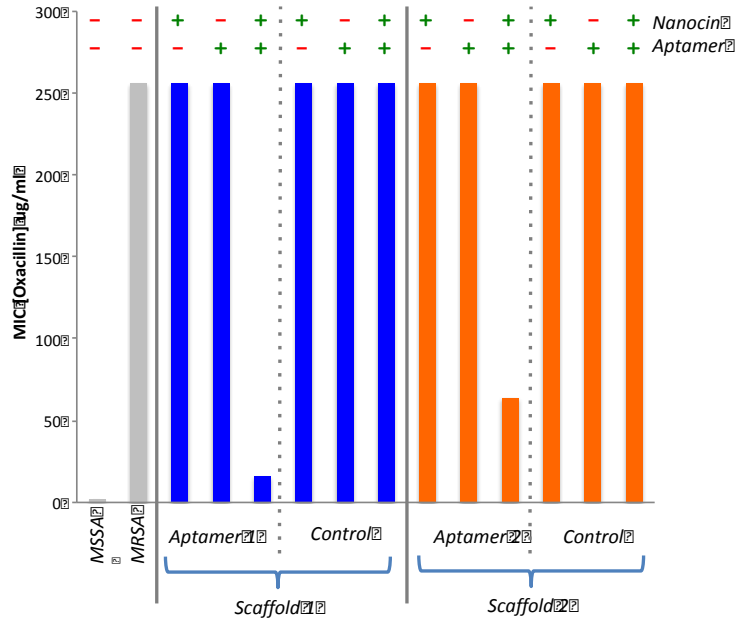 300
− − + − + + − + + − + + − + Nanocin
− − − + + − + + − + + − + + Aptamer
250
200
150
100
50
0
MIC [Oxacillin] ug/ml
MSSA
MRSA
Aptamer 1
Control
Aptamer 2
Control
Scaffold 1
Scaffold 2